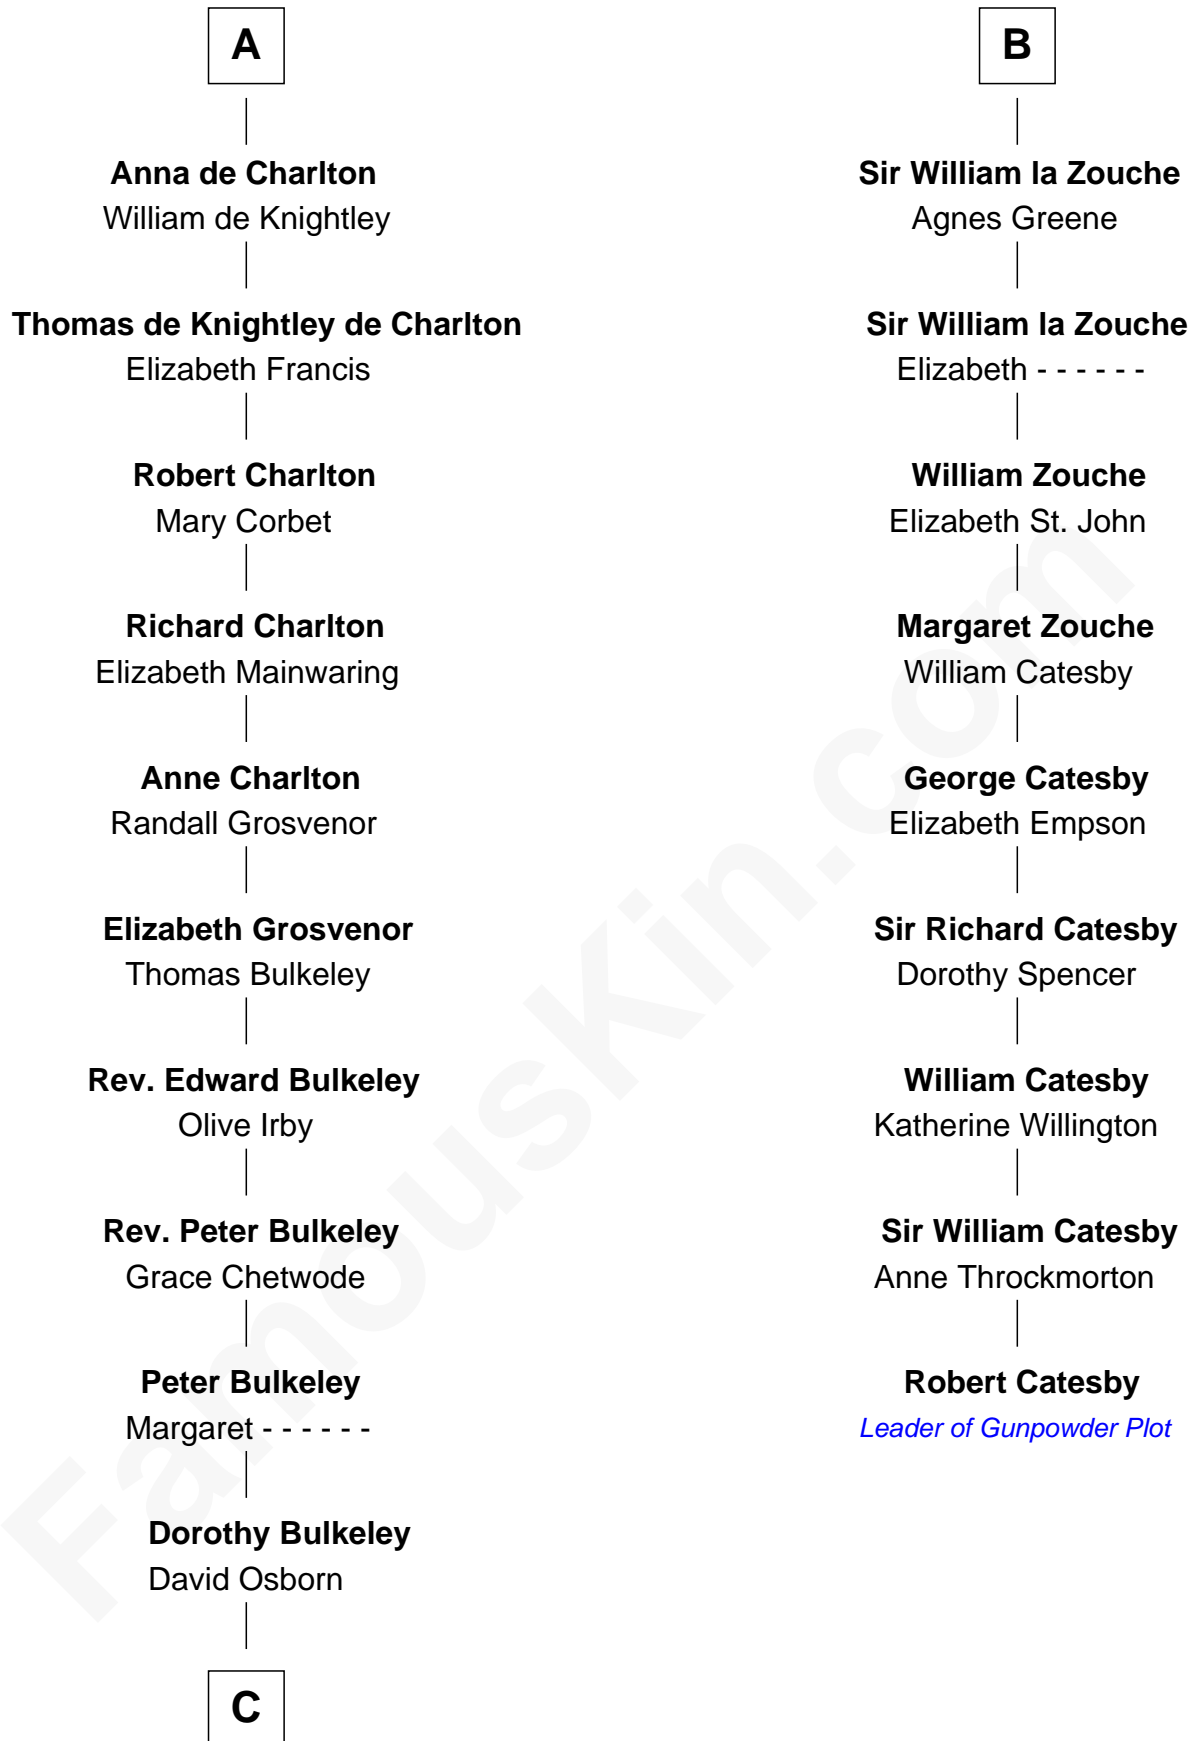 A
Anna de Charlton
William de Knightley
Thomas de Knightley de Charlton
Elizabeth Francis
Robert Charlton
Mary Corbet
Richard Charlton
Elizabeth Mainwaring
Anne Charlton
Randall Grosvenor
Elizabeth Grosvenor
Thomas Bulkeley
Rev. Edward Bulkeley
Olive Irby
Rev. Peter Bulkeley
Grace Chetwode
Peter Bulkeley
Margaret - - - - - -
Dorothy Bulkeley
David Osborn
C
B
Sir William la Zouche
Agnes Greene
Sir William la Zouche
Elizabeth - - - - - -
William Zouche
Elizabeth St. John
Margaret Zouche
William Catesby
George Catesby
Elizabeth Empson
Sir Richard Catesby
Dorothy Spencer
William Catesby
Katherine Willington
Sir William Catesby
Anne Throckmorton
Robert Catesby
Leader of Gunpowder Plot
FamousKin.com